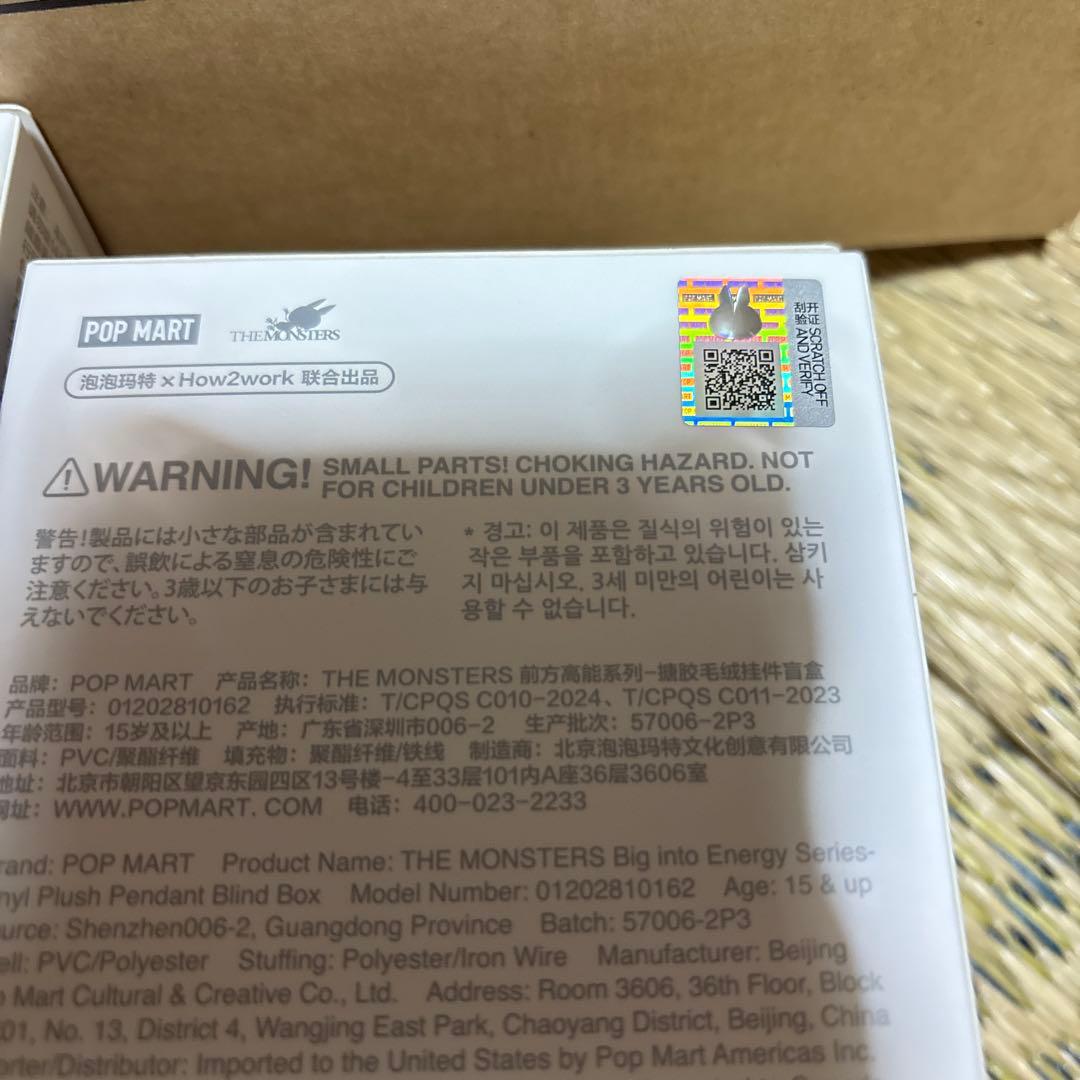 POP MART
THE MONSTERS
泡泡玛特 × How2work 联合出品
刮开
验证
SCRATCH OFF
AND VERIFY
WARNING! SMALL PARTS! CHOKING HAZARD. NOT
FOR CHILDREN UNDER 3 YEARS OLD.
警告!製品には小さな部品が含まれてい
ますので、誤飲による窒息の危険性にご
注意ください。3歳以下のお子さまには与
えないでください。
* 경고: 이 제품은 질식의 위험이 있는
작은 부품을 포함하고 있습니다. 삼키
지 마십시오. 3세 미만의 어린이는 사
용할 수 없습니다.
品牌: POP MART 产品名称: THE MONSTERS 前方高能系列-搪胶毛绒挂件盲盒
产品型号: 01202810162 执行标准: T/CPQS C010-2024、T/CPQS C011-2023
年龄范围: 15岁及以上 产地: 广东省深圳市006-2 生产批次: 57006-2P3
面料: PVC/聚酯纤维 填充物: 聚酯纤维/铁线 制造商: 北京泡泡玛特文化创意有限公司
地址: 北京市朝阳区望京东园四区13号楼-4至33层101内A座36层3606室
网址: WWW.POPMART.COM 电话: 400-023-2233
rand: POP MART Product Name: THE MONSTERS Big into Energy Series-
nyl Plush Pendant Blind Box Model Number: 01202810162 Age: 15 & up
urce: Shenzhen006-2, Guangdong Province Batch: 57006-2P3
ell: PVC/Polyester Stuffing: Polyester/Iron Wire Manufacturer: Beijing
p Mart Cultural & Creative Co., Ltd. Address: Room 3606, 36th Floor, Block
01, No. 13, District 4, Wangjing East Park, Chaoyang District, Beijing, China
orter/Distributor: Imported to the United States by Pop Mart Americas Inc.